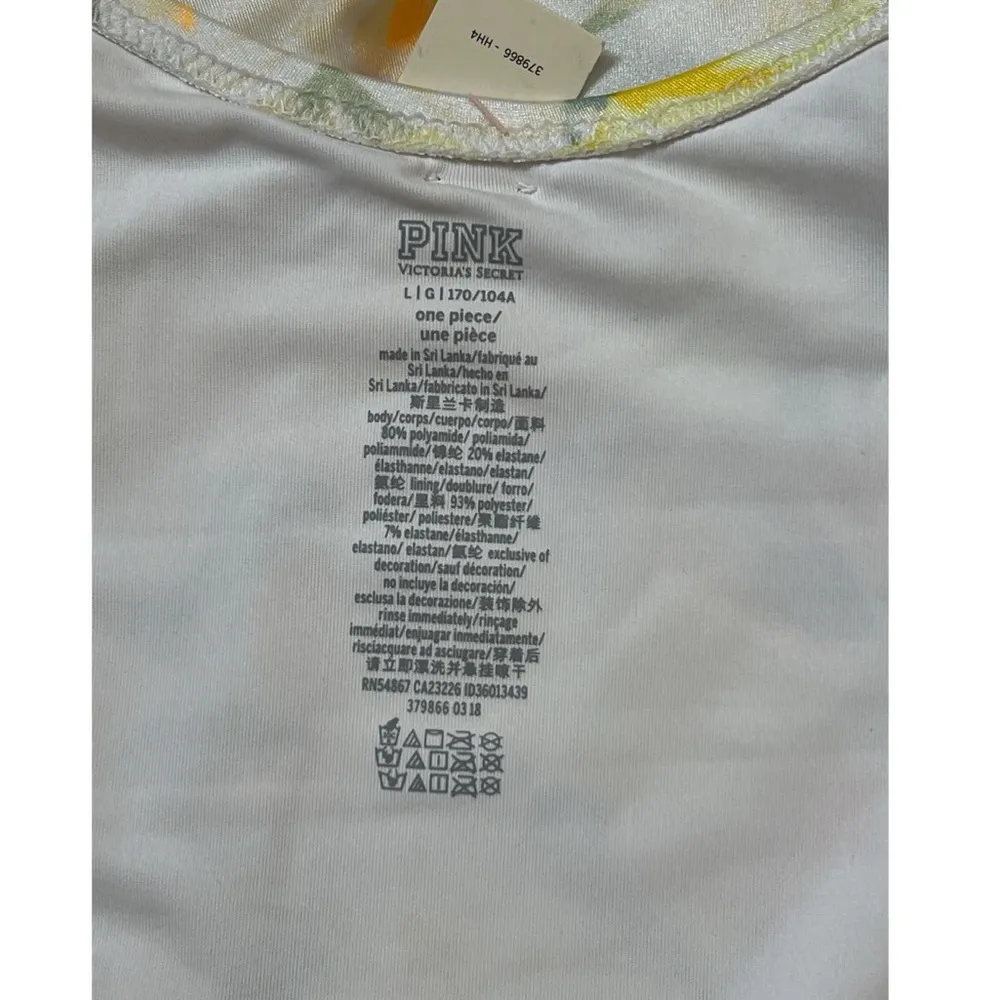 379866 - HH4
PINK
VICTORIA'S SECRET
L | G | 170/104A
one piece/
une pièce
made in Sri Lanka/fabriqué au
Sri Lanka/hecho en
Sri Lanka/fabbricato in Sri Lanka/
斯里兰卡制造
body/corps/cuerpo/corpo/面料
80% polyamide/ poliamida/
poliammide/锦纶 20% elastane/
élasthanne/elastano/elastan/
氨纶 lining/doublure/ forro/
fodera/里料 93% polyester/
poliéster/ poliestere/聚酯纤维
7% elastane/élasthanne/
elastano/ elastan/氨纶 exclusive of
decoration/sauf décoration/
no incluye la decoración/
esclusa la decorazione/装饰除外
rinse immediately/rinçage
immédiat/enjuagar inmediatamente/
risciacquare ad asciugare/穿着后
请立即漂洗并悬挂晾干
RN54867 CA23226 ID36013439
379866 03 18